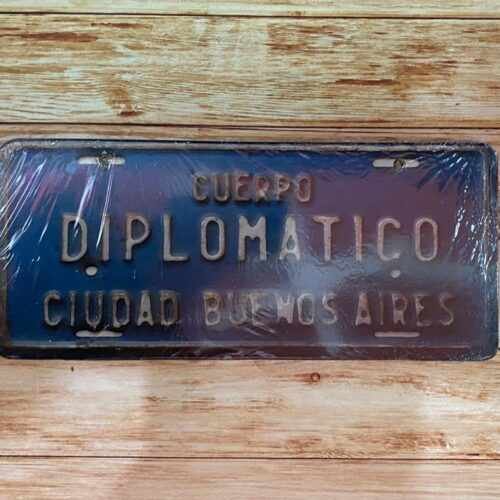 CUERPO
DIPLOMATICO
CIUDAD BUENOS AIRES